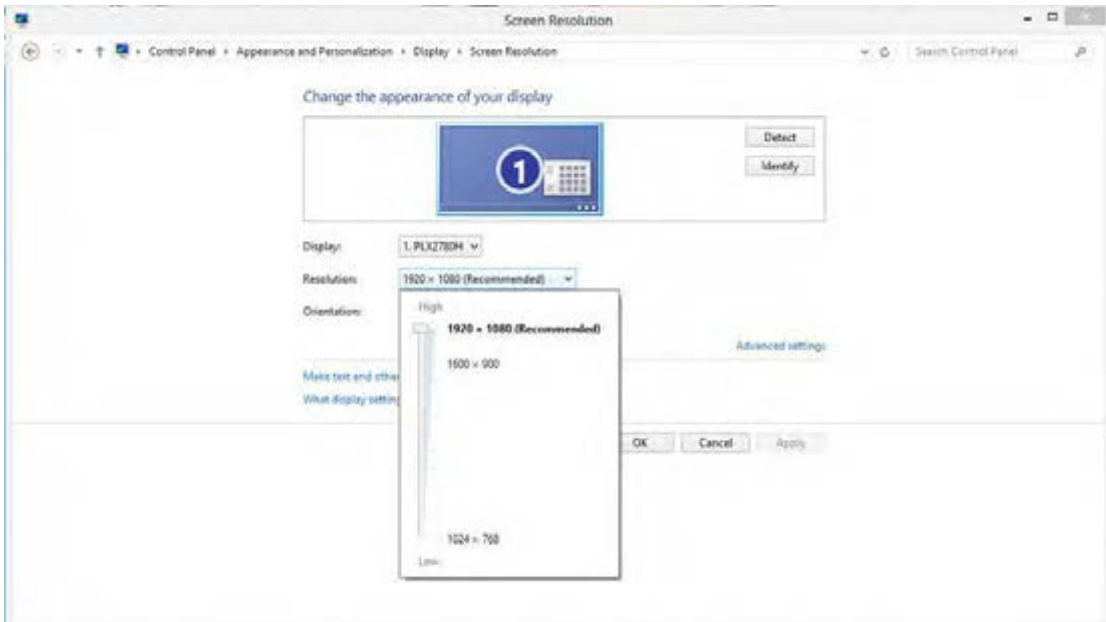 Screen Resolution
Control Panel Appearance and Personalization Display Screen Resolution
Search Control Panel
Change the appearance of your display
1
Detect
Identify
Display: 1. PLX2780H
Resolution: 1920 × 1080 (Recommended)
Orientation:
High
1920 × 1080 (Recommended)
1600 × 900
1024 × 768
Low
Advanced settings
Make text and othe
What display setting
OK Cancel Apply